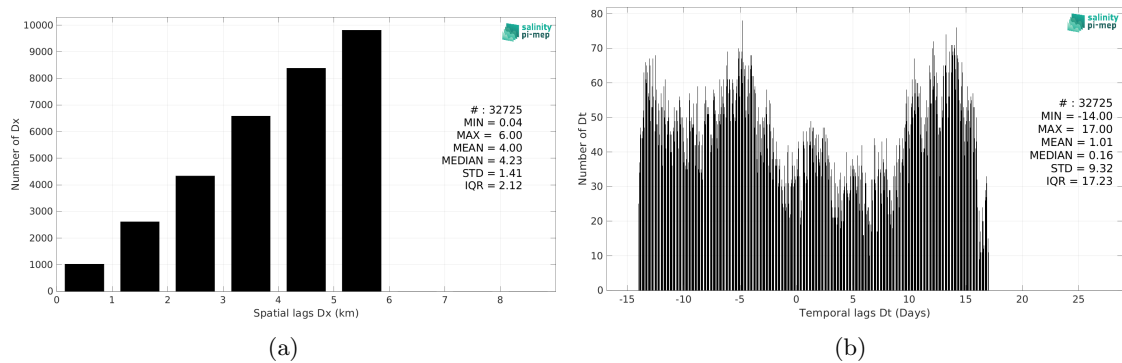 10000
9000
8000
7000
6000
5000
4000
3000
2000
1000
0
Number of Dx
0 1 2 3 4 5 6 7 8
Spatial lags Dx (km)
salinity
pi-mep
# : 32725
MIN = 0.04
MAX = 6.00
MEAN = 4.00
MEDIAN = 4.23
STD = 1.41
IQR = 2.12
(a)
80
70
60
50
40
30
20
10
0
Number of Dt
-15 -10 -5 0 5 10 15 20 25
Temporal lags Dt (Days)
salinity
pi-mep
# : 32725
MIN = -14.00
MAX = 17.00
MEAN = 1.01
MEDIAN = 0.16
STD = 9.32
IQR = 17.23
(b)